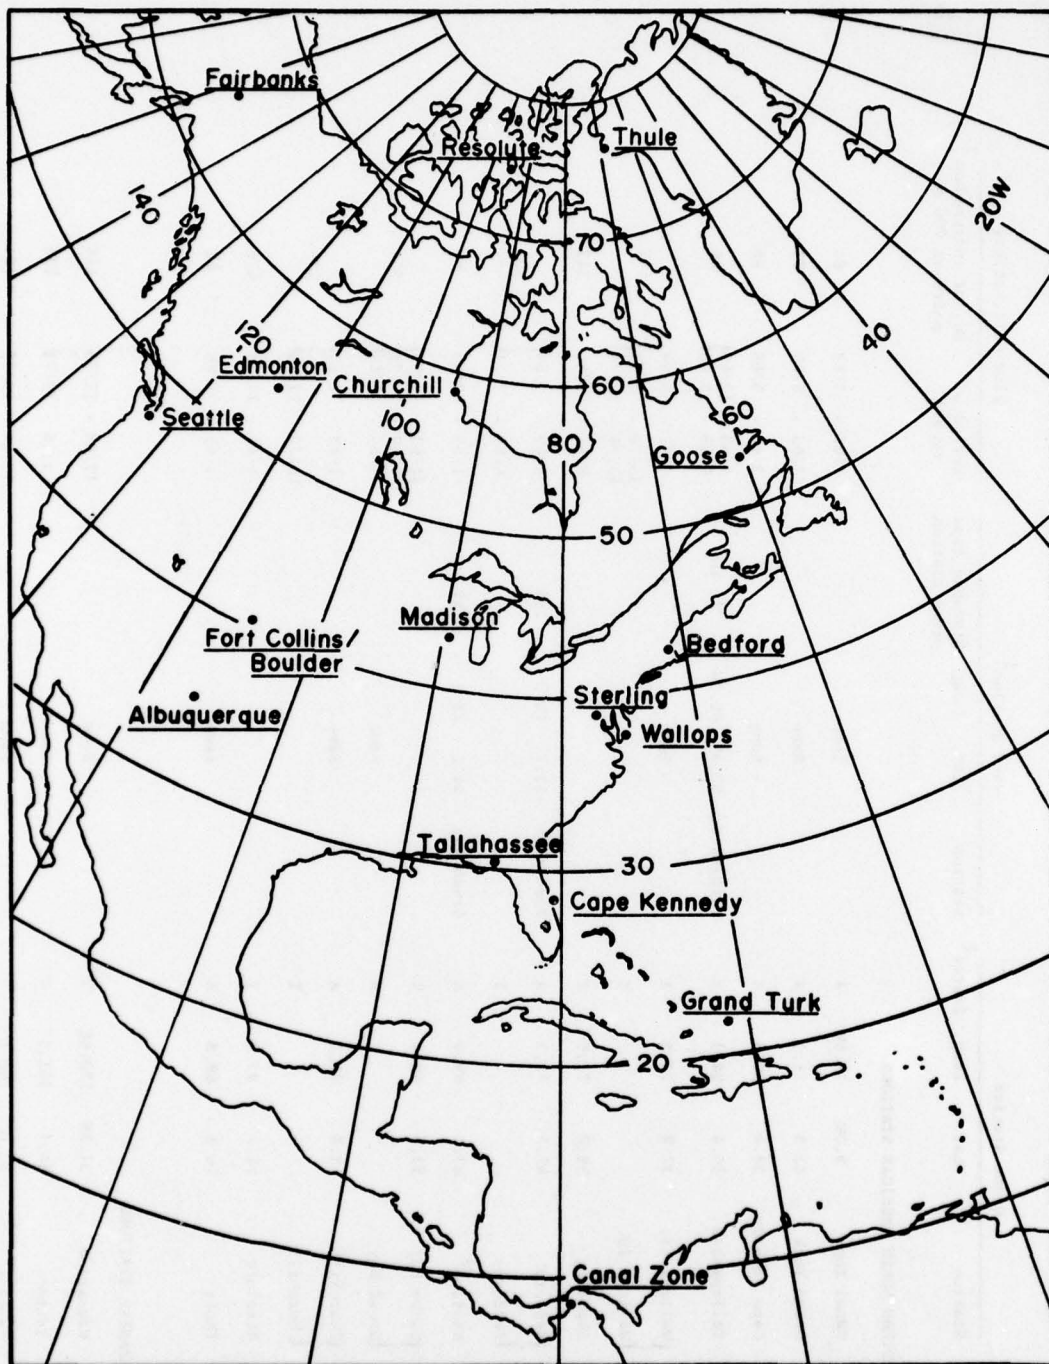 Fairbanks
Resolute
Thule
140
20W
70
120
40
Edmonton
Churchill
60
Seattle
100
60
80
Goose
50
Madison
Fort Collins/
Boulder
Bedford
Sterling
Albuquerque
Wallops
Tallahassee
30
Cape Kennedy
Grand Turk
20
Canal Zone